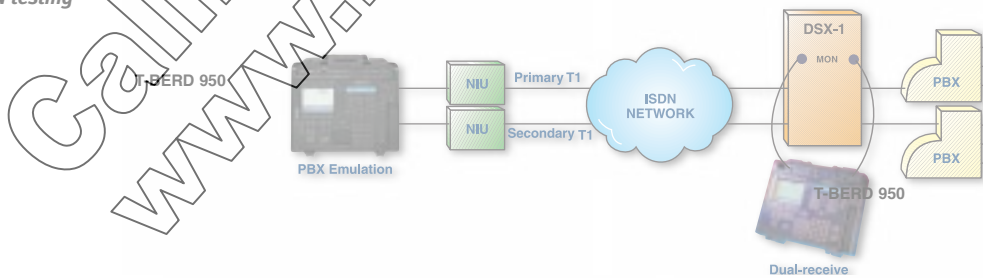 testing
DSX-1
MON
T-BERD 950
NIU
Primary T1
PBX
ISDN
NETWORK
NIU
Secondary T1
PBX
PBX Emulation
T-BERD 950
Dual-receive